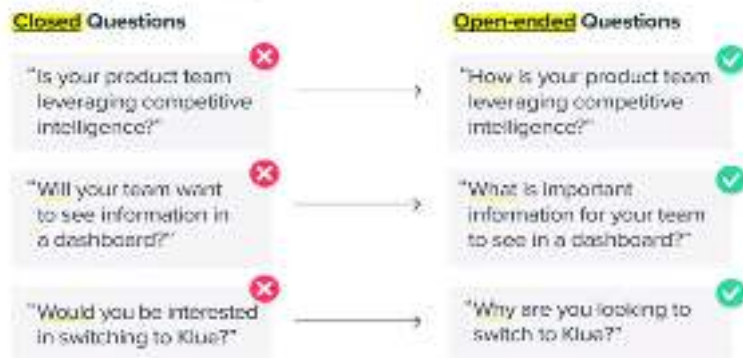 Closed Questions
Open-ended Questions
"Is your product team
leveraging competitive
intelligence?"
"How is your product team
leveraging competitive
intelligence?"
"Will your team want
to see information in
a dashboard?"
"What is important
information for your team
to see in a dashboard?"
"Would you be interested
in switching to Klue?"
"Why are you looking to
switch to Klue?"